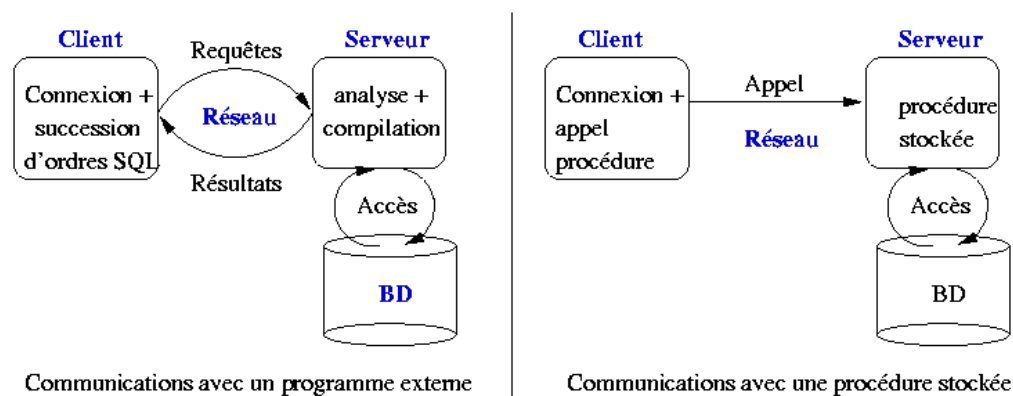 Client
Requêtes
Serveur
Connexion +
succession
d'ordres SQL
Réseau
analyse +
compilation
Résultats
Accès
BD
Communications avec un programme externe
Client
Serveur
Connexion +
appel
procédure
Appel
Réseau
procédure
stockée
Accès
BD
Communications avec une procédure stockée